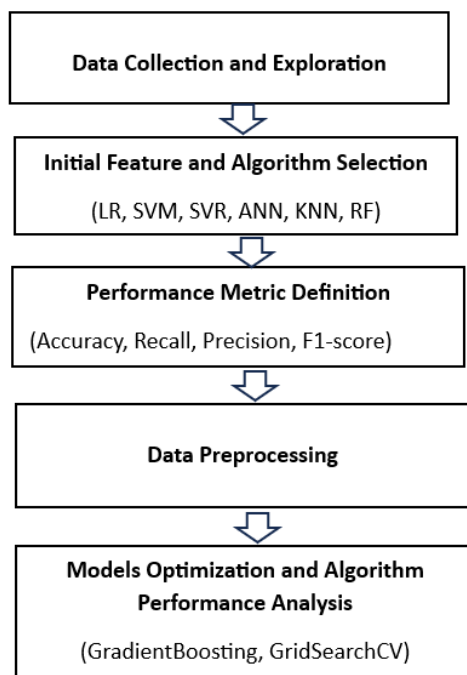 Data Collection and Exploration
Initial Feature and Algorithm Selection
(LR, SVM, SVR, ANN, KNN, RF)
Performance Metric Definition
(Accuracy, Recall, Precision, F1-score)
Data Preprocessing
Models Optimization and Algorithm
Performance Analysis
(GradientBoosting, GridSearchCV)